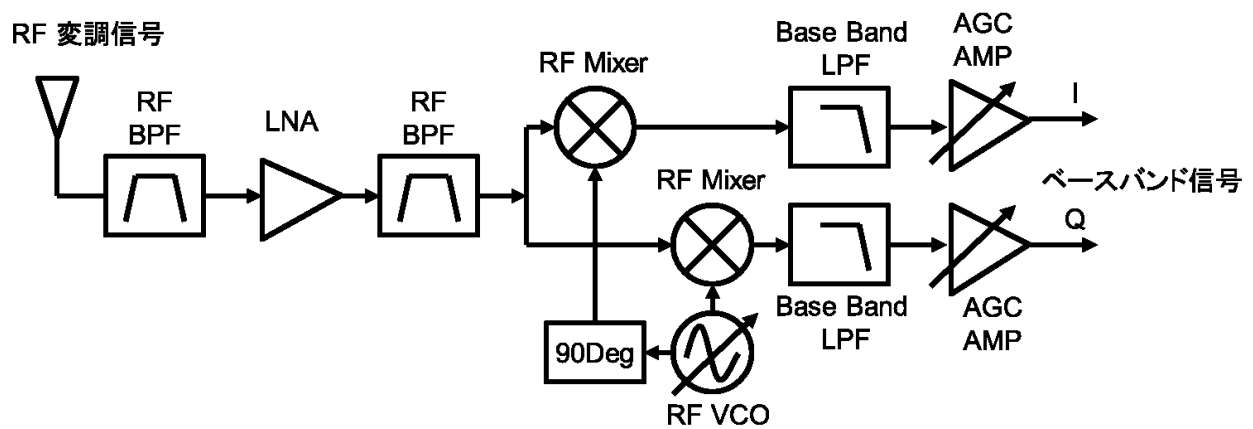 RF 変調信号
RF
BPF
LNA
RF
BPF
RF Mixer
Base Band
LPF
AGC
AMP
I
RF Mixer
ベースバンド信号
Q
Base Band
LPF
AGC
AMP
90Deg
RF VCO